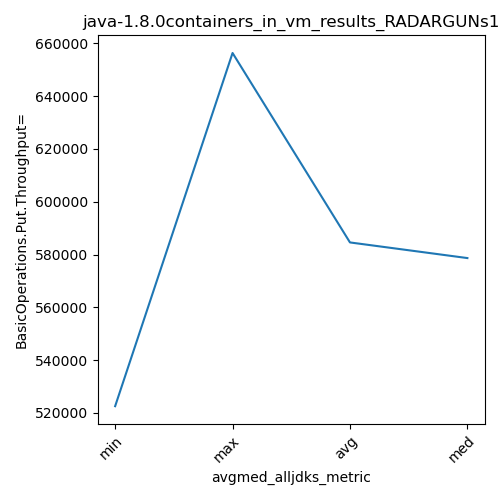 java-1.8.0containers_in_vm_results_RADARGUNs1
660000
640000
620000
600000
580000
560000
540000
520000
BasicOperations.Put.Throughput=
min
max
avg
med
avgmed_alljdks_metric